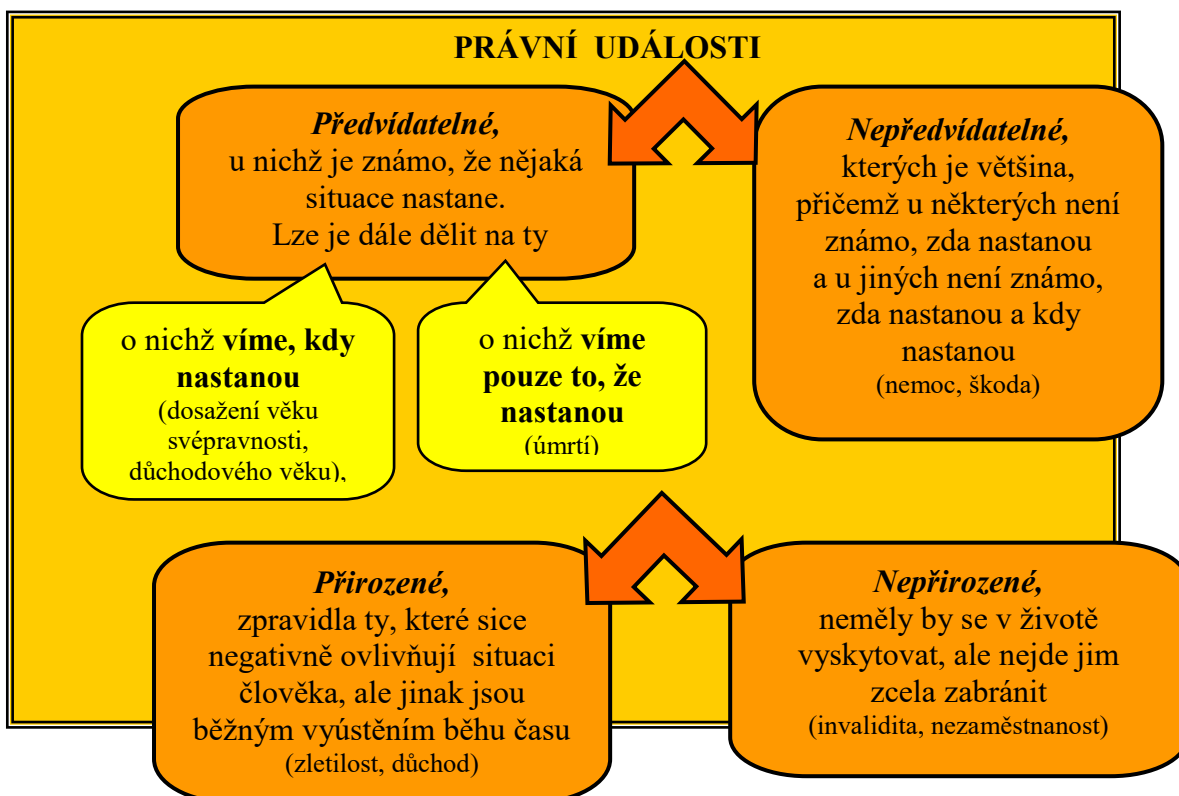 PRÁVNÍ UDÁLOSTI
Předvídatelné,
u nichž je známo, že nějaká
situace nastane.
Lze je dále dělit na ty
Nepředvídatelné,
kterých je většina,
přičemž u některých není
známo, zda nastanou
a u jiných není známo,
zda nastanou a kdy
nastanou
(nemoc, škoda)
o nichž víme, kdy
nastanou
(dosažení věku
svépravnosti,
důchodového věku),
o nichž víme
pouze to, že
nastanou
(úmrtí)
Přirozené,
zpravidla ty, které sice
negativně ovlivňují situaci
člověka, ale jinak jsou
běžným vyústěním běhu času
(zletilost, důchod)
Nepřirozené,
neměly by se v životě
vyskytovat, ale nejde jim
zcela zabránit
(invalidita, nezaměstnanost)